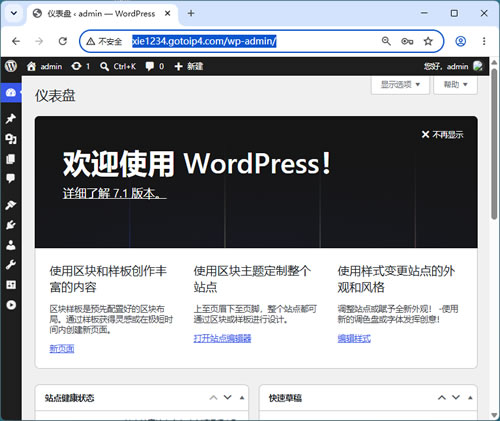 仪表盘 ‹ admin — WordPress
不安全 xie1234.gotoip4.com/wp-admin/
admin 1 Ctrl+K 0 新建 您好，admin
显示选项 帮助
仪表盘
不再显示
欢迎使用 WordPress！
详细了解 7.1 版本。
使用区块和样板创作丰
富的内容
区块样板是预先配置好的区块布
局。通过样板获得灵感或在极短时
间内创建新页面。
新页面
使用区块主题定制整个
站点
上至页眉下至页脚，整个站点都可
通过区块或样板进行设计。
打开站点编辑器
使用样式变更站点的外
观和风格
调整站点或赋予全新外观！ -使用
新的调色盘或字体发挥创意!
编辑样式
站点健康状态
快速草稿